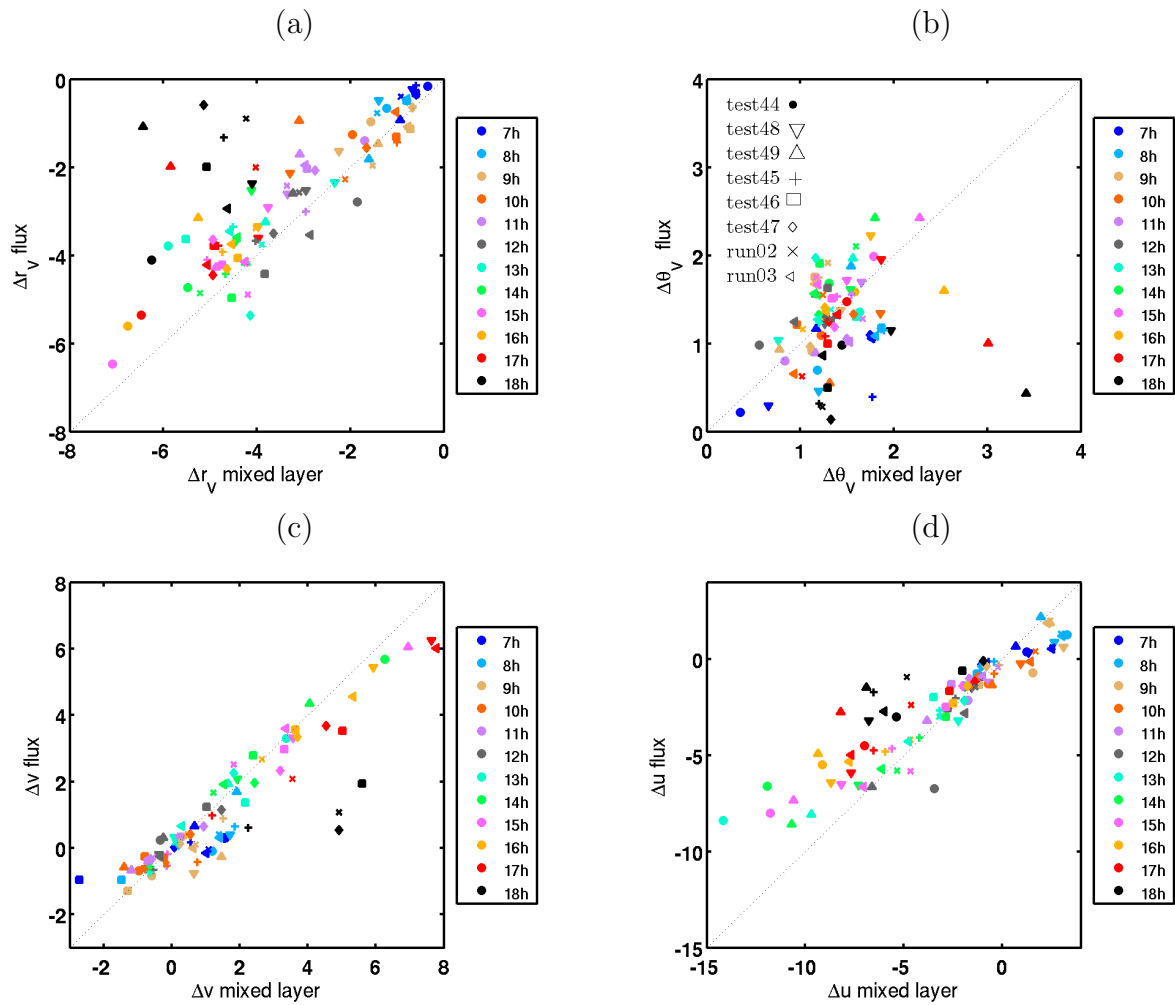 (a)
0
-2
-4
-6
-8
-8
-6
-4
-2
0
Δr_v flux
Δr_v mixed layer
7h
8h
9h
10h
11h
12h
13h
14h
15h
16h
17h
18h
(b)
4
3
2
1
0
0
1
2
3
4
Δθ_v flux
Δθ_v mixed layer
test44
test48
test49
test45
test46
test47
run02
run03
7h
8h
9h
10h
11h
12h
13h
14h
15h
16h
17h
18h
(c)
8
6
4
2
0
-2
-2
0
2
4
6
8
Δv flux
Δv mixed layer
7h
8h
9h
10h
11h
12h
13h
14h
15h
16h
17h
18h
(d)
0
-5
-10
-15
-15
-10
-5
0
Δu flux
Δu mixed layer
7h
8h
9h
10h
11h
12h
13h
14h
15h
16h
17h
18h